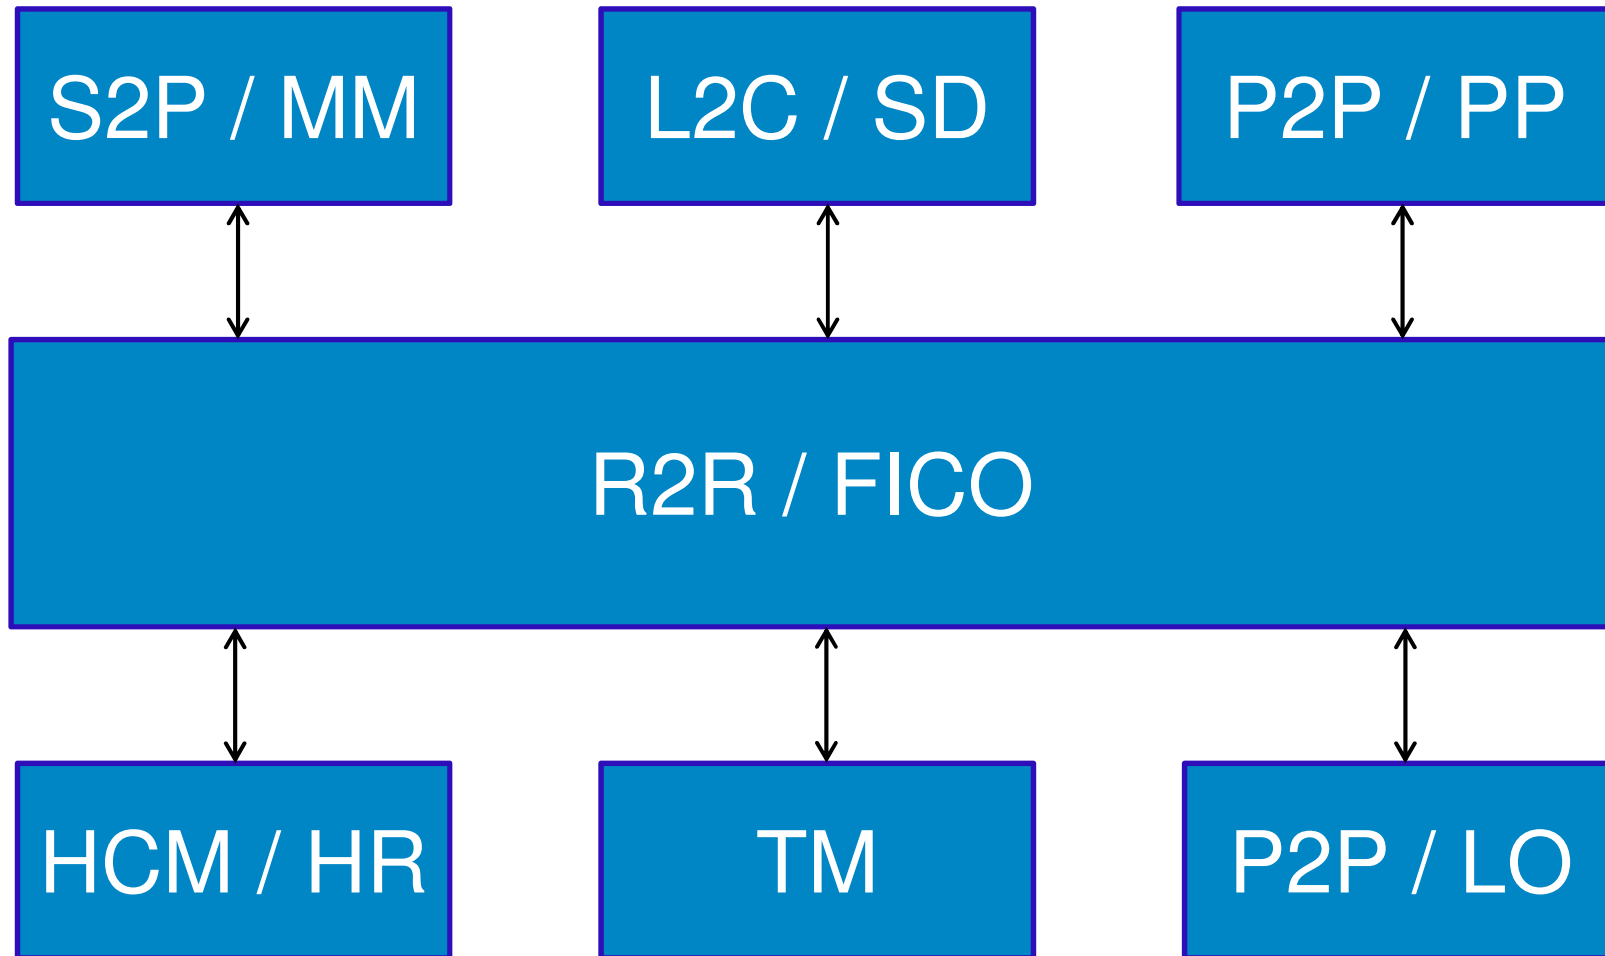 S2P / MM
L2C / SD
P2P / PP
R2R / FICO
HCM / HR
TM
P2P / LO